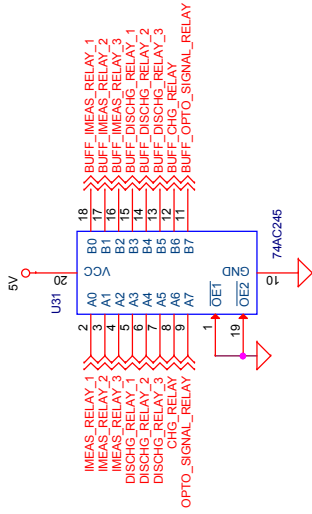 5V
U31
20
VCC
IMEAS_RELAY_1 2 A0 B0 18 BUFF_IMEAS_RELAY_1
IMEAS_RELAY_2 3 A1 B1 17 BUFF_IMEAS_RELAY_2
IMEAS_RELAY_3 4 A2 B2 16 BUFF_IMEAS_RELAY_3
DISCHG_RELAY_1 5 A3 B3 15 BUFF_DISCHG_RELAY_1
DISCHG_RELAY_2 6 A4 B4 14 BUFF_DISCHG_RELAY_2
DISCHG_RELAY_3 7 A5 B5 13 BUFF_DISCHG_RELAY_3
CHG_RELAY 8 A6 B6 12 BUFF_CHG_RELAY
OPTO_SIGNAL_RELAY 9 A7 B7 11 BUFF_OPTO_SIGNAL_RELAY
1 OE1
19 OE2
GND
10
74AC245